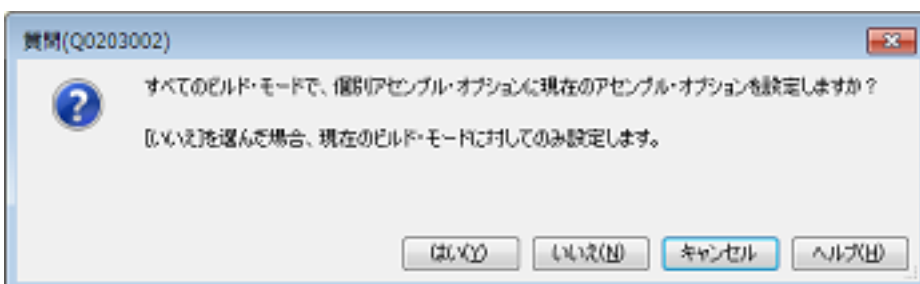 質問(Q0203002)
すべてのビルド・モードで、個別アセンブル・オプションに現在のアセンブル・オプションを設定しますか？
[いいえ]を選んだ場合、現在のビルド・モードに対してのみ設定します。
はい(Y)
いいえ(N)
キャンセル
ヘルプ(H)